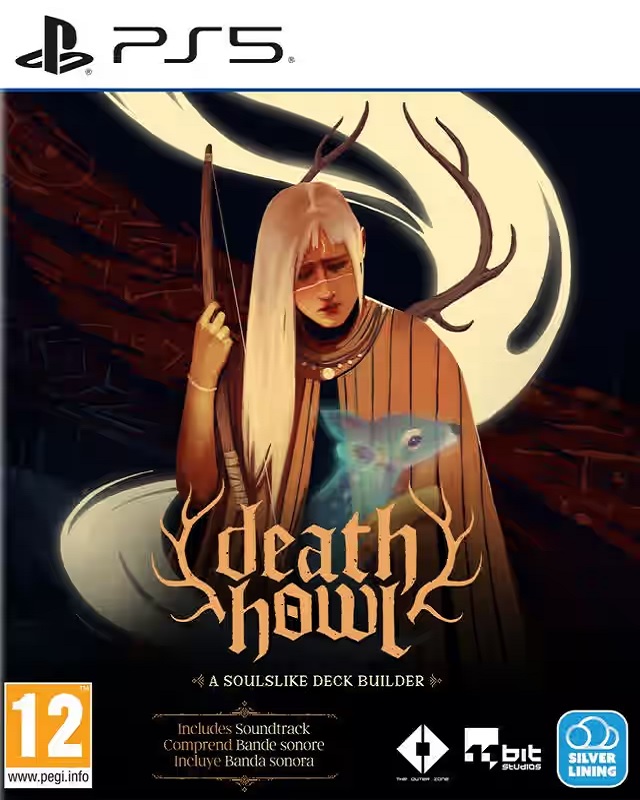 PS5
death
howl
A SOULSLIKE DECK BUILDER
12
www.pegi.info
Includes Soundtrack
Comprend Bande sonore
Incluye Banda sonora
THE OUTER ZONE
11 bit
studios
SILVER
LINING